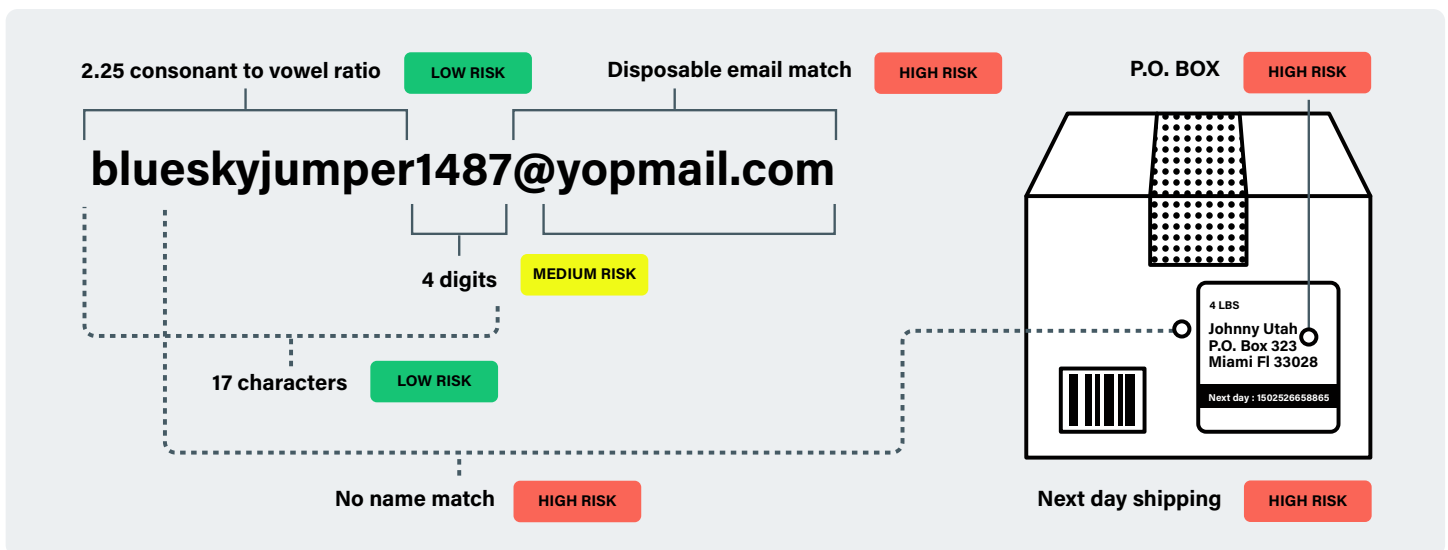 2.25 consonant to vowel ratio LOW RISK
Disposable email match HIGH RISK
P.O. BOX HIGH RISK
blueskyjumper1487@yopmail.com
4 digits MEDIUM RISK
17 characters LOW RISK
No name match HIGH RISK
4 LBS
Johnny Utah
P.O. Box 323
Miami Fl 33028
Next day : 1502526658865
Next day shipping HIGH RISK